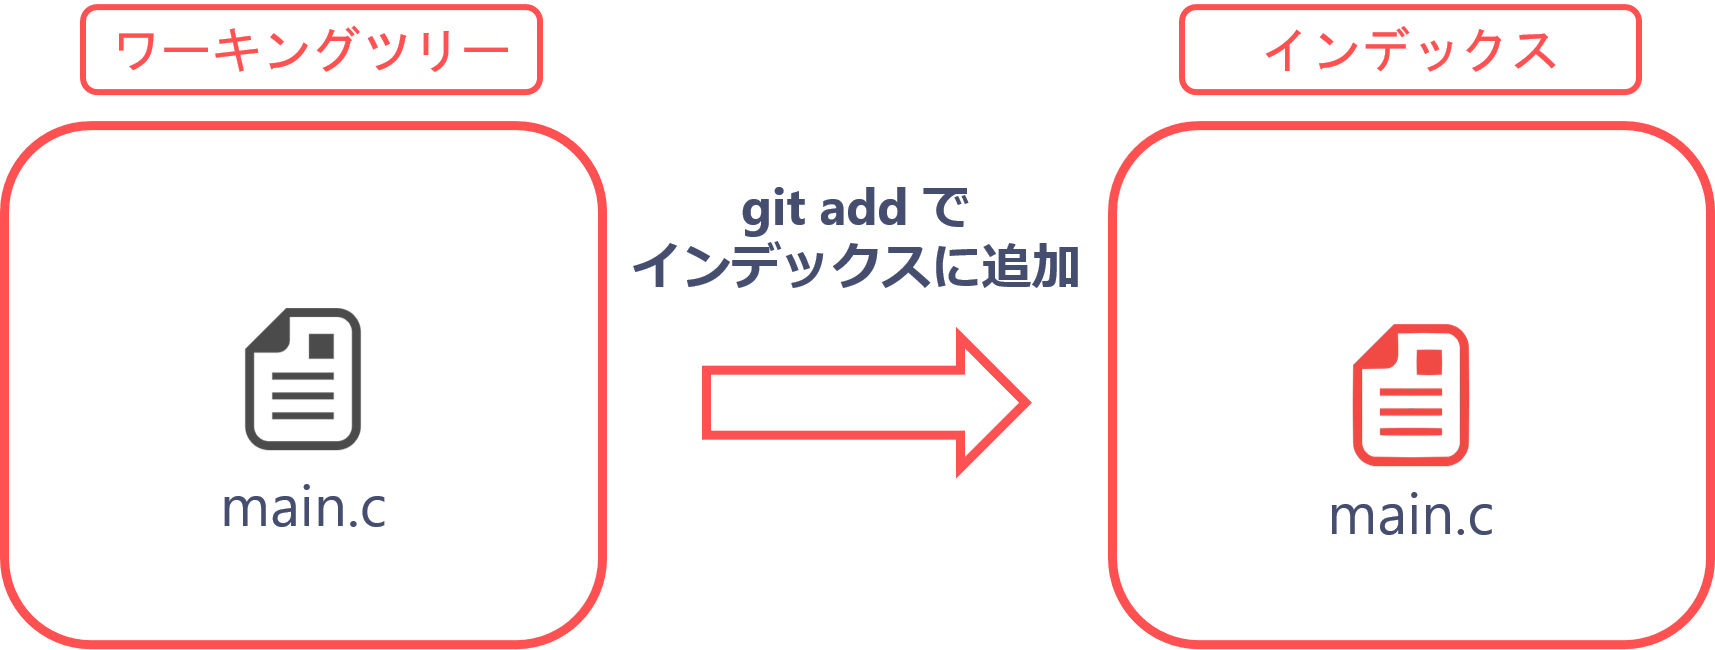 ワーキングツリー
インデックス
git add で
インデックスに追加
main.c
main.c